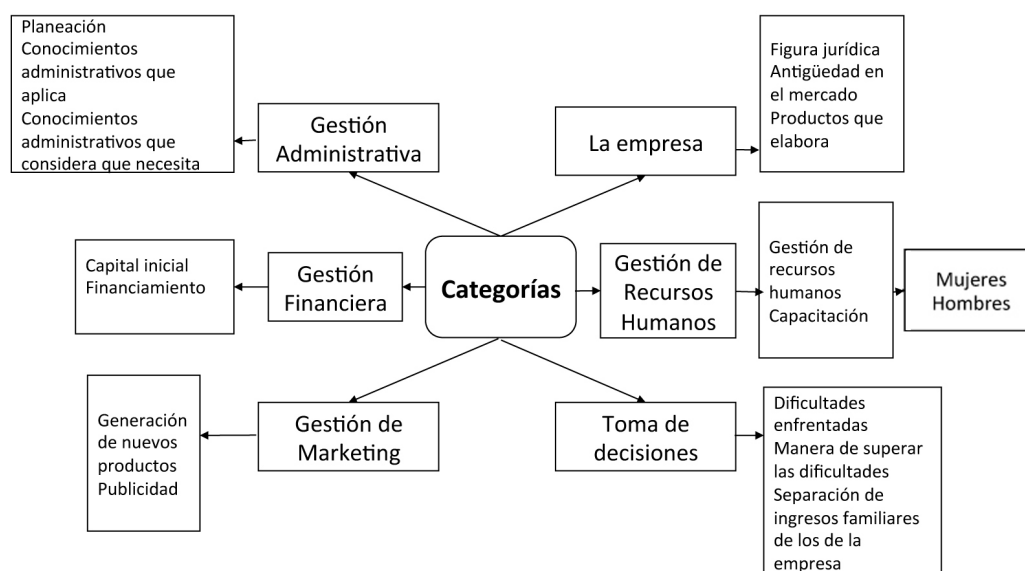 Planeación
Conocimientos
administrativos que
aplica
Conocimientos
administrativos que
considera que necesita
Gestión
Administrativa
La empresa
Figura jurídica
Antigüedad en
el mercado
Productos que
elabora
Capital inicial
Financiamiento
Gestión
Financiera
Categorías
Gestión de
Recursos
Humanos
Gestión de
recursos
humanos
Capacitación
Mujeres
Hombres
Generación
de nuevos
productos
Publicidad
Gestión de
Marketing
Toma de
decisiones
Dificultades
enfrentadas
Manera de superar
las dificultades
Separación de
ingresos familiares
de los de la
empresa